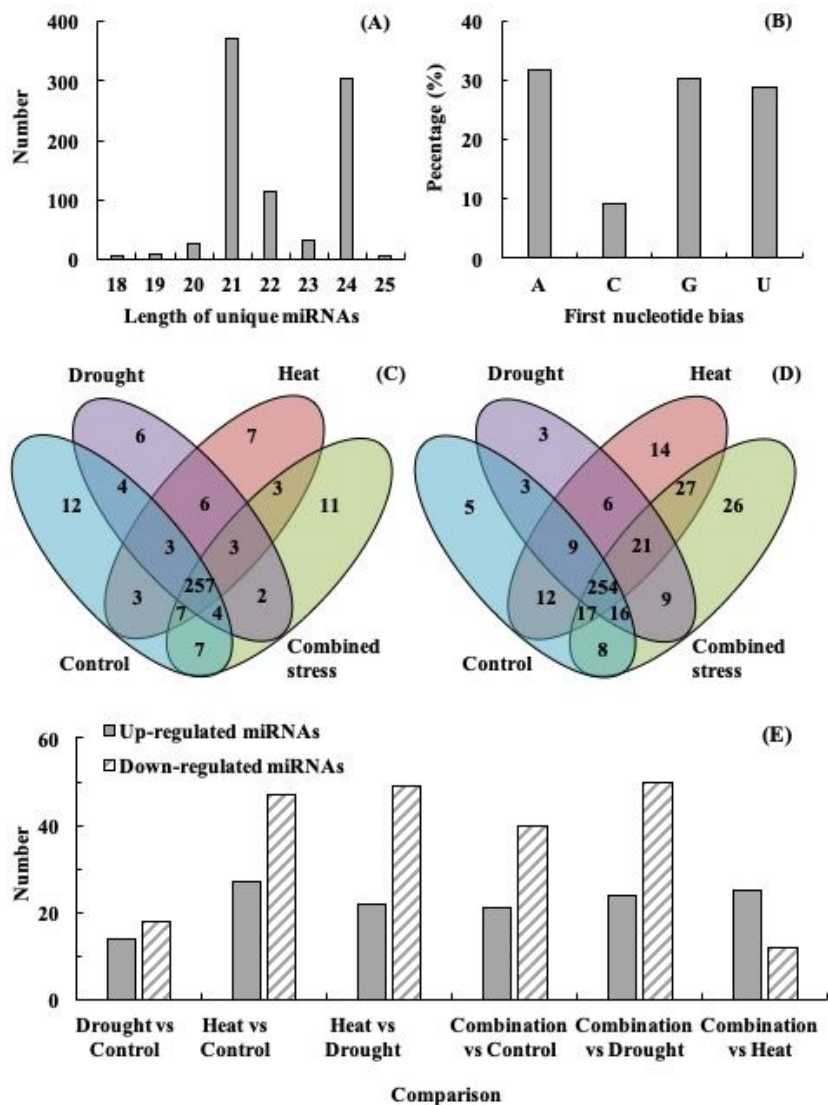 (A)
400
300
200
100
0
Number
18 19 20 21 22 23 24 25
Length of unique miRNAs
(B)
40
30
20
10
0
Pecentage (%)
A C G U
First nucleotide bias
(C)
Drought
Heat
6
7
12
4
6
3
11
3
3
257
3
7
4
2
7
Control
Combined
stress
(D)
Drought
Heat
3
14
5
3
6
27
26
9
21
254
12
17
16
9
8
Control
Combined
stress
(E)
Up-regulated miRNAs
Down-regulated miRNAs
60
40
20
0
Number
Drought vs
Control
Heat vs
Control
Heat vs
Drought
Combination
vs Control
Combination
vs Drought
Combination
vs Heat
Comparison